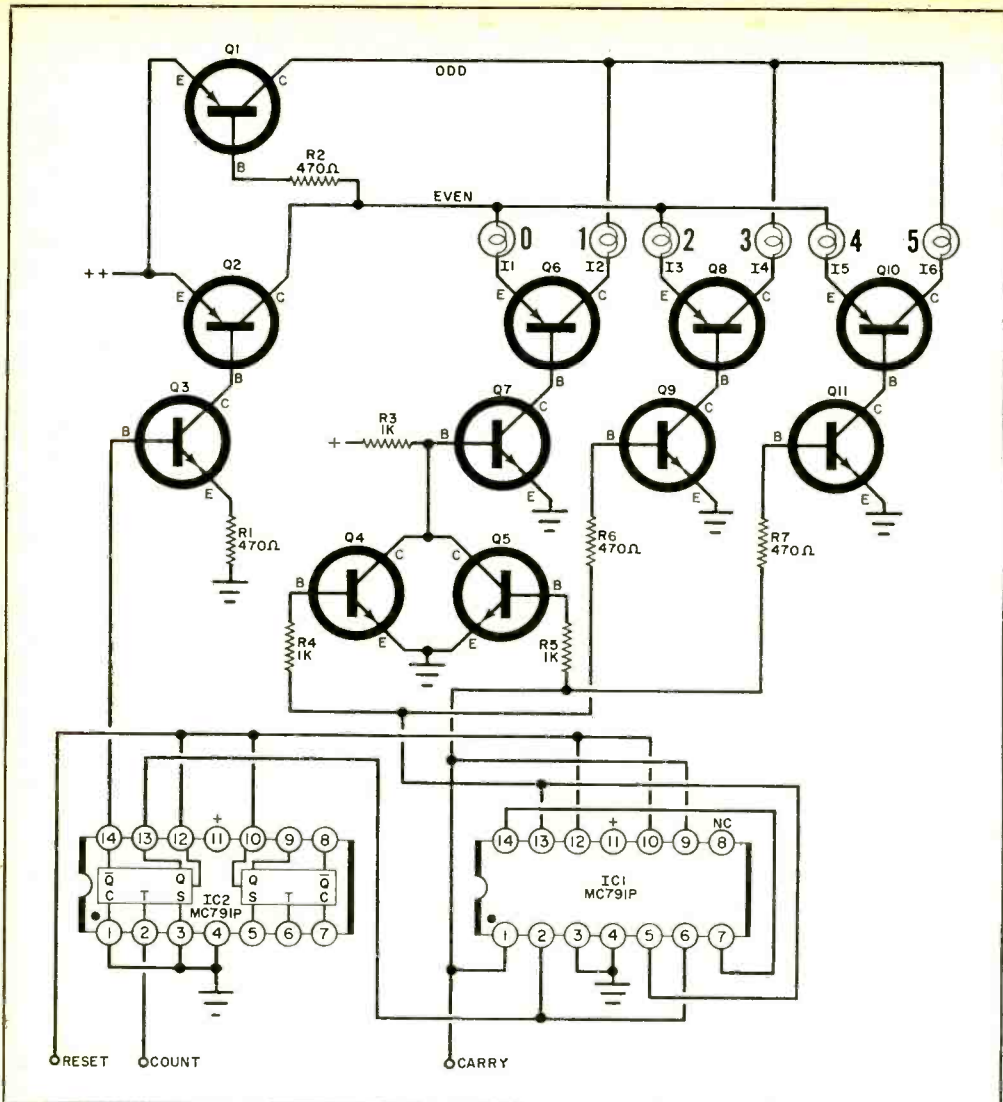 Q1
E
C
ODD
B
R2
470Ω
EVEN
++
Q2
E
C
B
0
I1
1
I2
2
I3
3
I4
4
I5
5
I6
Q6
E
C
B
Q8
E
C
B
Q10
E
C
B
Q3
B
C
E
R1
470Ω
+
R3
1K
Q7
B
C
E
Q9
B
C
E
Q11
B
C
E
Q4
B
C
E
Q5
C
B
E
R4
1K
R5
1K
R6
470Ω
R7
470Ω
+
14 13 12 11 10 9 8
Q̅ Q Q Q̅
C T S S T C
IC2
MC791P
1 2 3 4 5 6 7
+
NC
14 13 12 11 10 9 8
IC1
MC791P
1 2 3 4 5 6 7
RESET
COUNT
CARRY